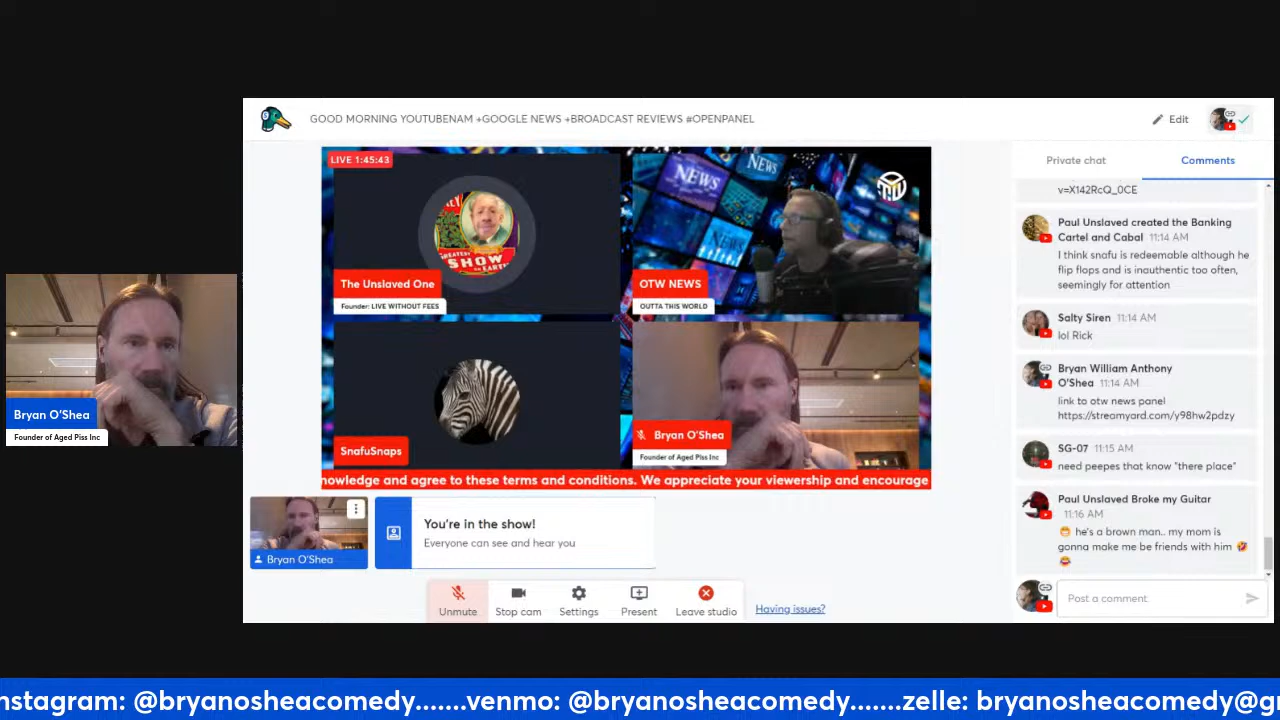 GOOD MORNING YOUTUBENAM +GOOGLE NEWS +BROADCAST REVIEWS #OPENPANEL
Edit
LIVE 1:45:43
The Unslaved One
Founder: LIVE WITHOUT FEES
NEWS
NEWS
NEWS
OTW NEWS
OUTTA THIS WORLD
GREATEST
SHOW
ON EARTH
SnafuSnaps
Bryan O'Shea
Founder of Aged Piss Inc
nowledge and agree to these terms and conditions. We appreciate your viewership and encourage
Bryan O'Shea
Founder of Aged Piss Inc
Bryan O'Shea
You're in the show!
Everyone can see and hear you
Unmute
Stop cam
Settings
Present
Leave studio
Having issues?
Private chat
Comments
v=X142RcQ_0CE
Paul Unslaved created the Banking
Cartel and Cabal 11:14 AM
I think snafu is redeemable although he
flip flops and is inauthentic too often,
seemingly for attention
Salty Siren 11:14 AM
lol Rick
Bryan William Anthony
O'Shea 11:14 AM
link to otw news panel
https://streamyard.com/y98hw2pdzy
SG-07 11:15 AM
need peepes that know "there place"
Paul Unslaved Broke my Guitar
11:16 AM
😁 he's a brown man.. my mom is
gonna make me be friends with him 🤣
😂
Post a comment
nstagram: @bryanosheacomedy.......venmo: @bryanosheacomedy.......zelle: bryanosheacomedy@g